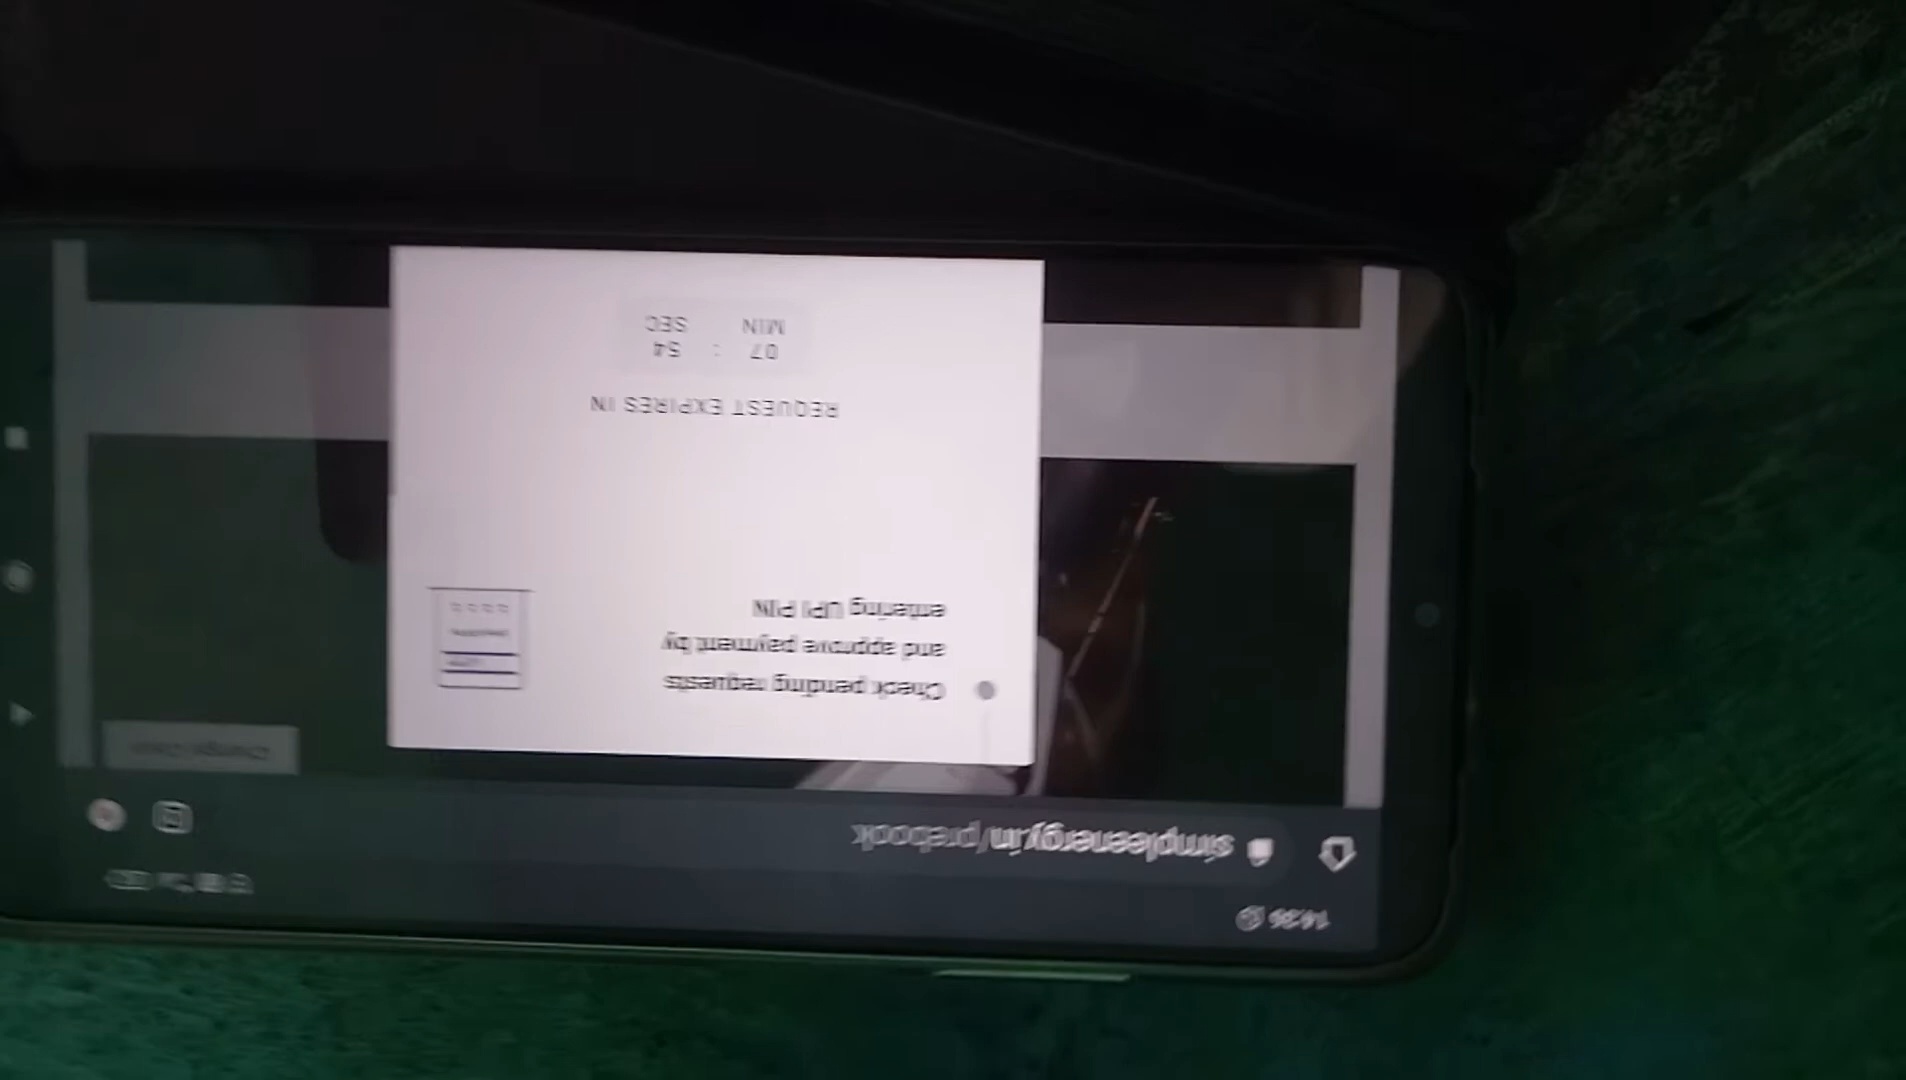 14:36
simpleenergy.in/prebook
Check pending requests
and approve payment by
entering UPI PIN
REQUEST EXPIRES IN
07 : 54
MIN SEC